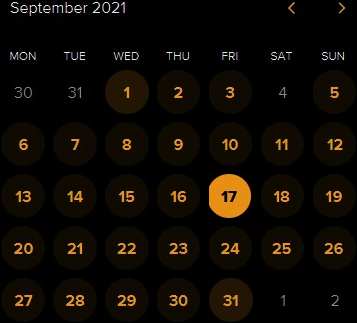 September 2021
MON TUE WED THU FRI SAT SUN
30 31 1 2 3 4 5
6 7 8 9 10 11 12
13 14 15 16 17 18 19
20 21 22 23 24 25 26
27 28 29 30 31 1 2